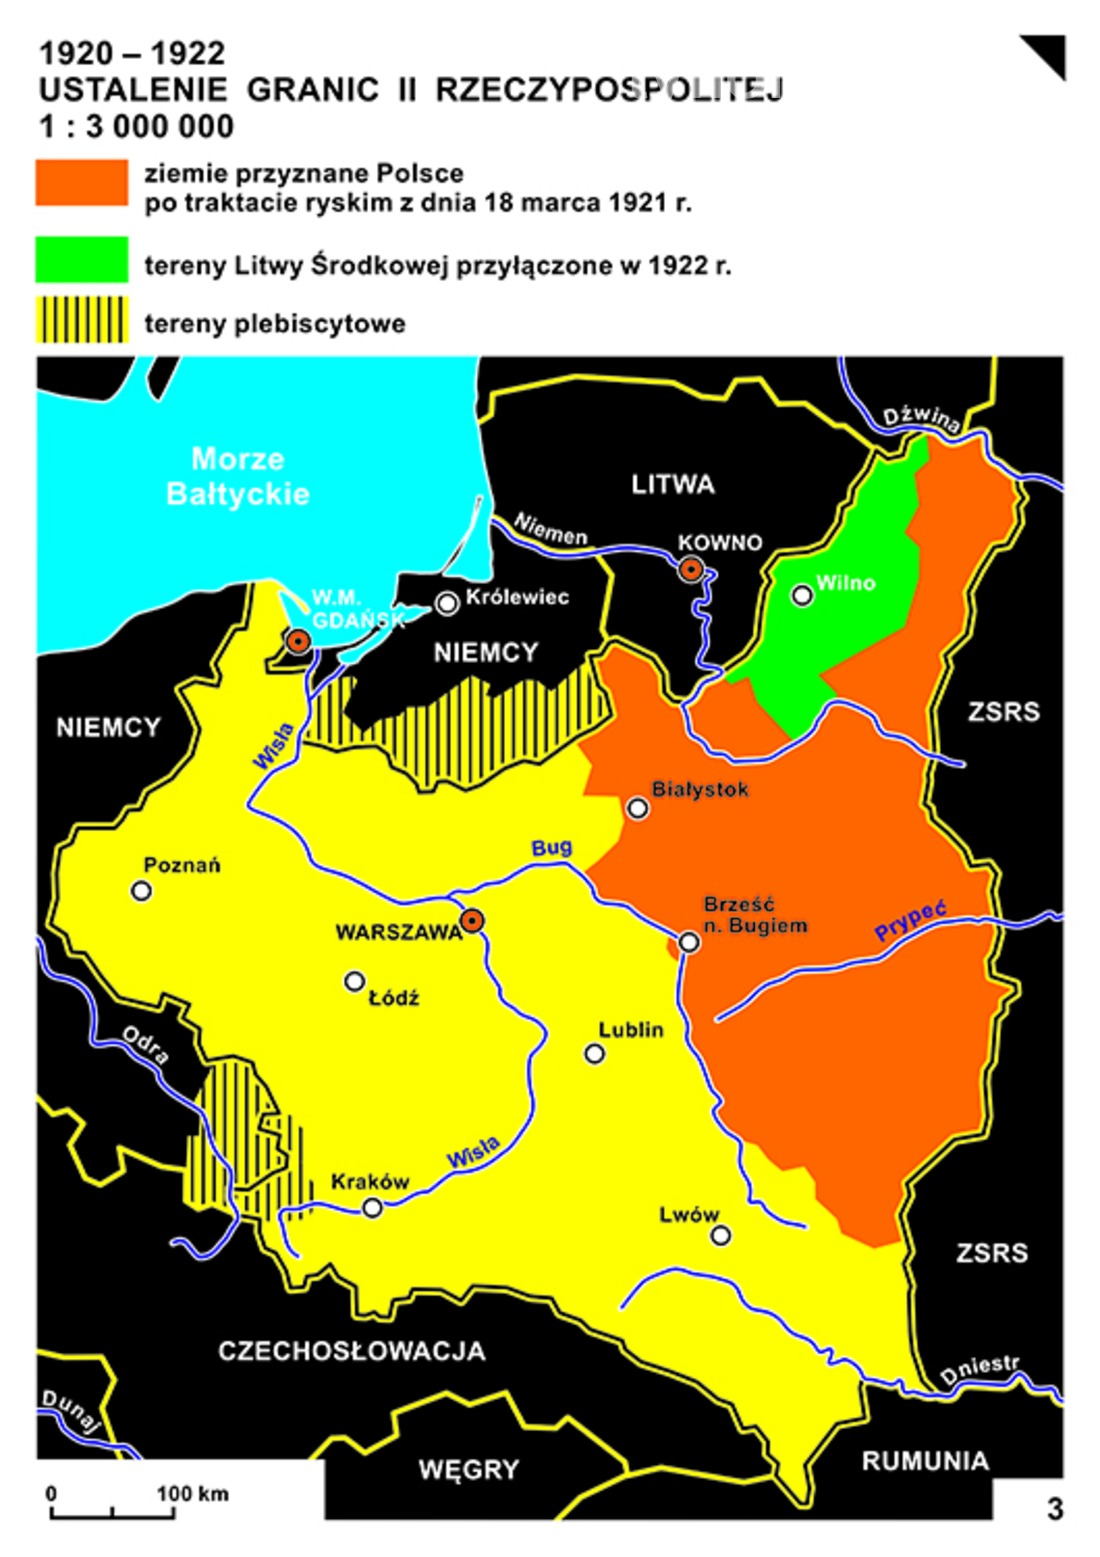 1920 – 1922
USTALENIE GRANIC II RZECZYPOSPOLITEJ
1 : 3 000 000
ziemie przyznane Polsce
po traktacie ryskim z dnia 18 marca 1921 r.
tereny Litwy Środkowej przyłączone w 1922 r.
tereny plebiscytowe
Dźwina
Morze
Bałtyckie
LITWA
Niemen
KOWNO
Wilno
W.M.
GDAŃSK
Królewiec
NIEMCY
NIEMCY
ZSRS
Wisła
Białystok
Bug
Poznań
Brześć
n. Bugiem
Prypeć
WARSZAWA
Łódź
Lublin
Odra
Wisła
Kraków
Lwów
ZSRS
CZECHOSŁOWACJA
Dniestr
Dunaj
RUMUNIA
WĘGRY
0 100 km
3